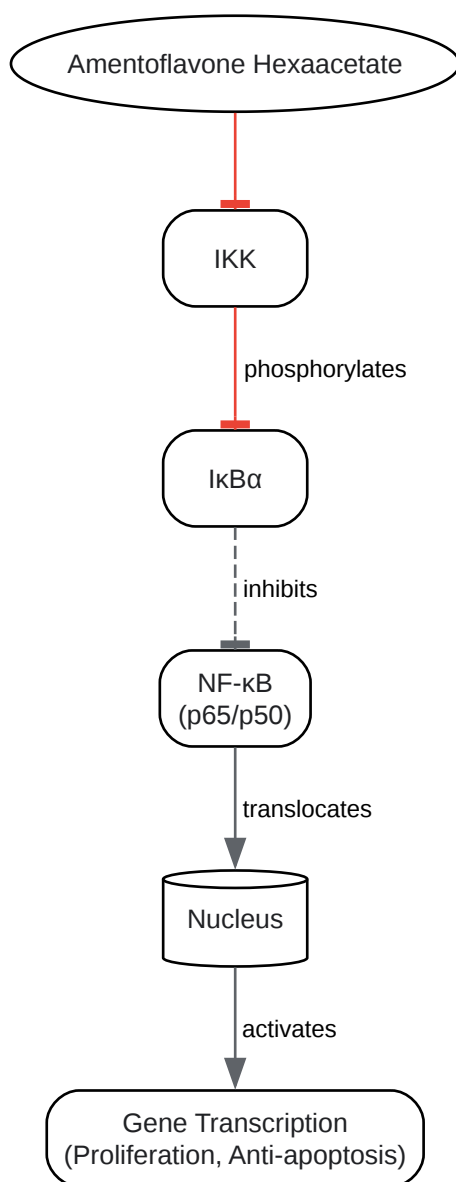 Amentoflavone Hexaacetate
IKK
phosphorylates
IκBα
inhibits
NF-κB
(p65/p50)
translocates
Nucleus
activates
Gene Transcription
(Proliferation, Anti-apoptosis)